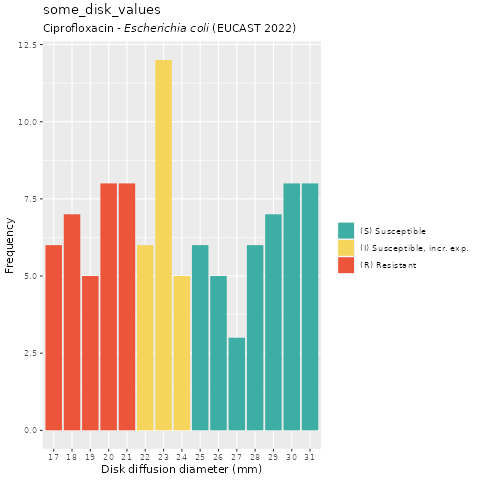 some_disk_values
Ciprofloxacin - Escherichia coli (EUCAST 2022)
12.5
10.0
7.5
5.0
2.5
0.0
Frequency
17 18 19 20 21 22 23 24 25 26 27 28 29 30 31
Disk diffusion diameter (mm)
(S) Susceptible
(I) Susceptible, incr. exp.
(R) Resistant